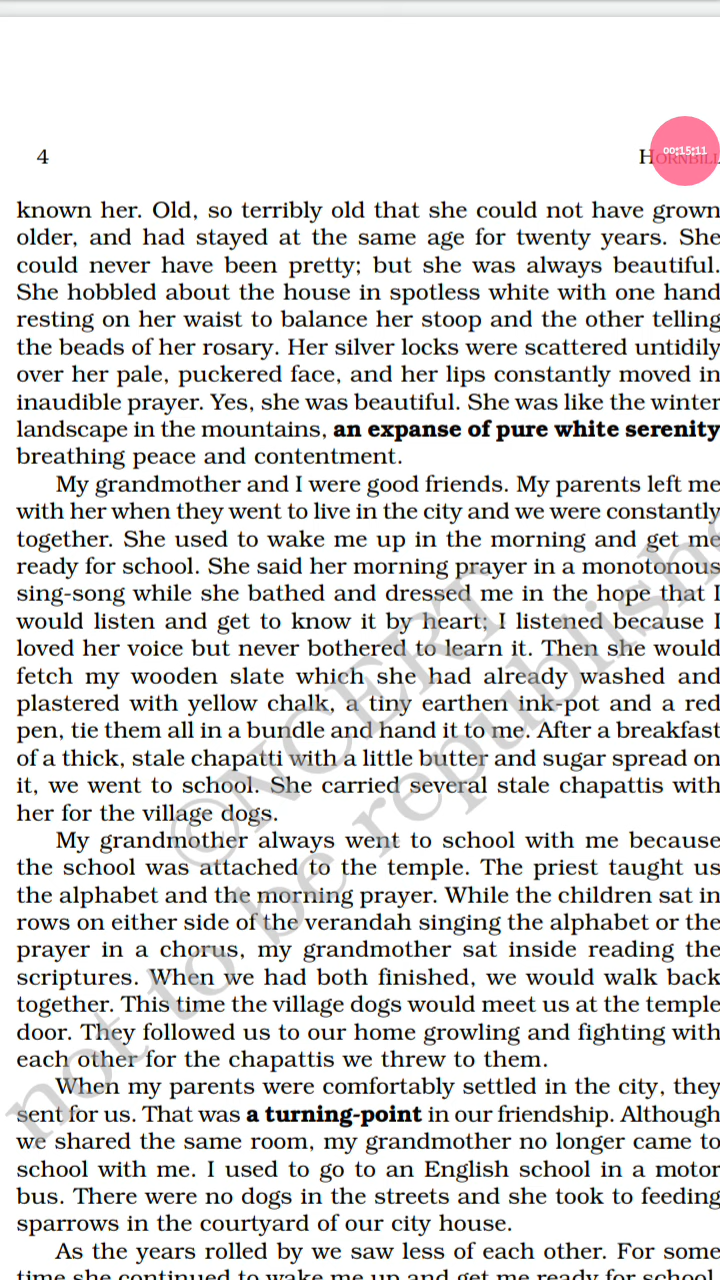 4
HORNBILL
00:15:11
known her. Old, so terribly old that she could not have grown
older, and had stayed at the same age for twenty years. She
could never have been pretty; but she was always beautiful.
She hobbled about the house in spotless white with one hand
resting on her waist to balance her stoop and the other telling
the beads of her rosary. Her silver locks were scattered untidily
over her pale, puckered face, and her lips constantly moved in
inaudible prayer. Yes, she was beautiful. She was like the winter
landscape in the mountains, an expanse of pure white serenity
breathing peace and contentment.
My grandmother and I were good friends. My parents left me
with her when they went to live in the city and we were constantly
together. She used to wake me up in the morning and get me
ready for school. She said her morning prayer in a monotonous
sing-song while she bathed and dressed me in the hope that I
would listen and get to know it by heart; I listened because I
loved her voice but never bothered to learn it. Then she would
fetch my wooden slate which she had already washed and
plastered with yellow chalk, a tiny earthen ink-pot and a red
pen, tie them all in a bundle and hand it to me. After a breakfast
of a thick, stale chapatti with a little butter and sugar spread on
it, we went to school. She carried several stale chapattis with
her for the village dogs.
My grandmother always went to school with me because
the school was attached to the temple. The priest taught us
the alphabet and the morning prayer. While the children sat in
rows on either side of the verandah singing the alphabet or the
prayer in a chorus, my grandmother sat inside reading the
scriptures. When we had both finished, we would walk back
together. This time the village dogs would meet us at the temple
door. They followed us to our home growling and fighting with
each other for the chapattis we threw to them.
When my parents were comfortably settled in the city, they
sent for us. That was a turning-point in our friendship. Although
we shared the same room, my grandmother no longer came to
school with me. I used to go to an English school in a motor
bus. There were no dogs in the streets and she took to feeding
sparrows in the courtyard of our city house.
As the years rolled by we saw less of each other. For some
time she continued to wake me up and get me ready for school.
©NCERT
not to be republish